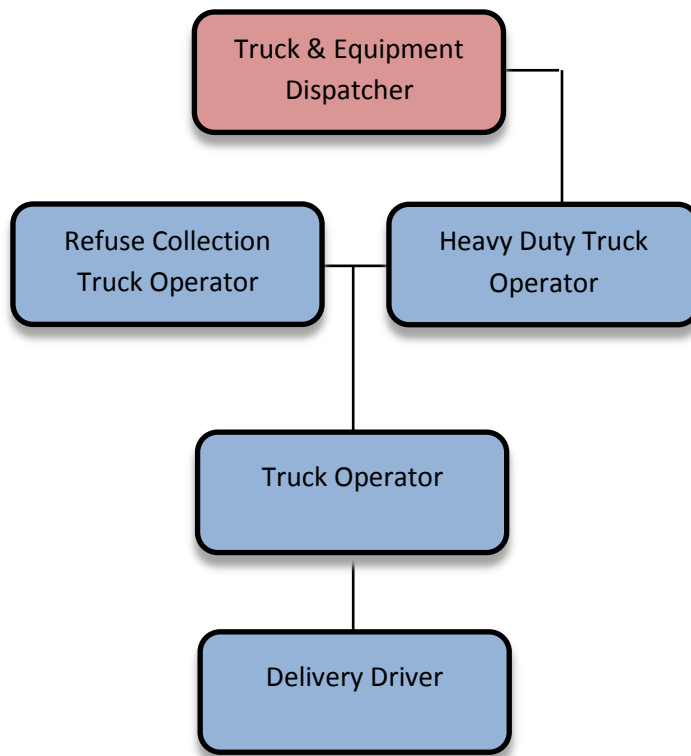 Truck & Equipment
Dispatcher
Refuse Collection
Truck Operator
Heavy Duty Truck
Operator
Truck Operator
Delivery Driver